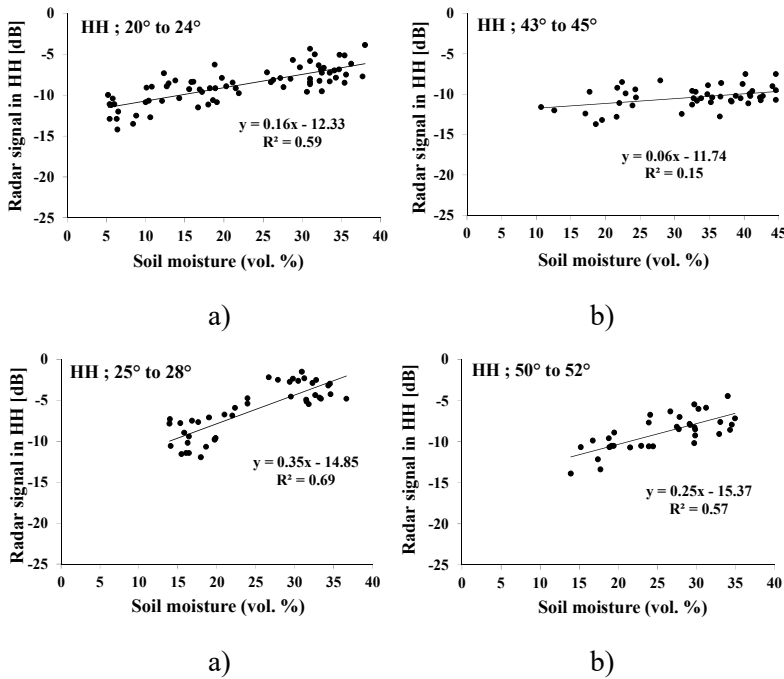 HH ; 20° to 24°
Radar signal in HH [dB]
0
-5
-10
-15
-20
-25
y = 0.16x - 12.33
R² = 0.59
0 5 10 15 20 25 30 35 40
Soil moisture (vol. %)
a)
HH ; 43° to 45°
Radar signal in HH [dB]
0
-5
-10
-15
-20
-25
y = 0.06x - 11.74
R² = 0.15
0 5 10 15 20 25 30 35 40 45
Soil moisture (vol. %)
b)
HH ; 25° to 28°
Radar signal in HH [dB]
0
-5
-10
-15
-20
-25
y = 0.35x - 14.85
R² = 0.69
0 5 10 15 20 25 30 35 40
Soil moisture (vol. %)
a)
HH ; 50° to 52°
Radar signal in HH [dB]
0
-5
-10
-15
-20
-25
y = 0.25x - 15.37
R² = 0.57
0 5 10 15 20 25 30 35 40
Soil moisture (vol. %)
b)